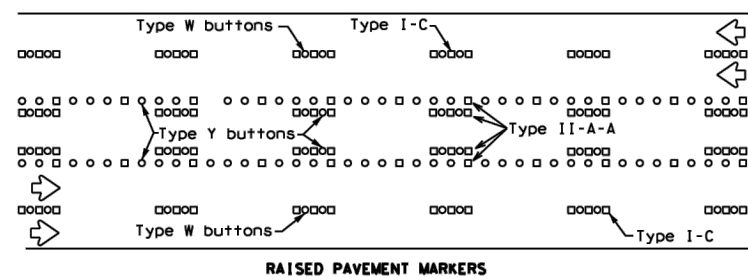 Type W buttons Type I-C
Type Y buttons Type II-A-A
Type W buttons Type I-C
RAISED PAVEMENT MARKERS